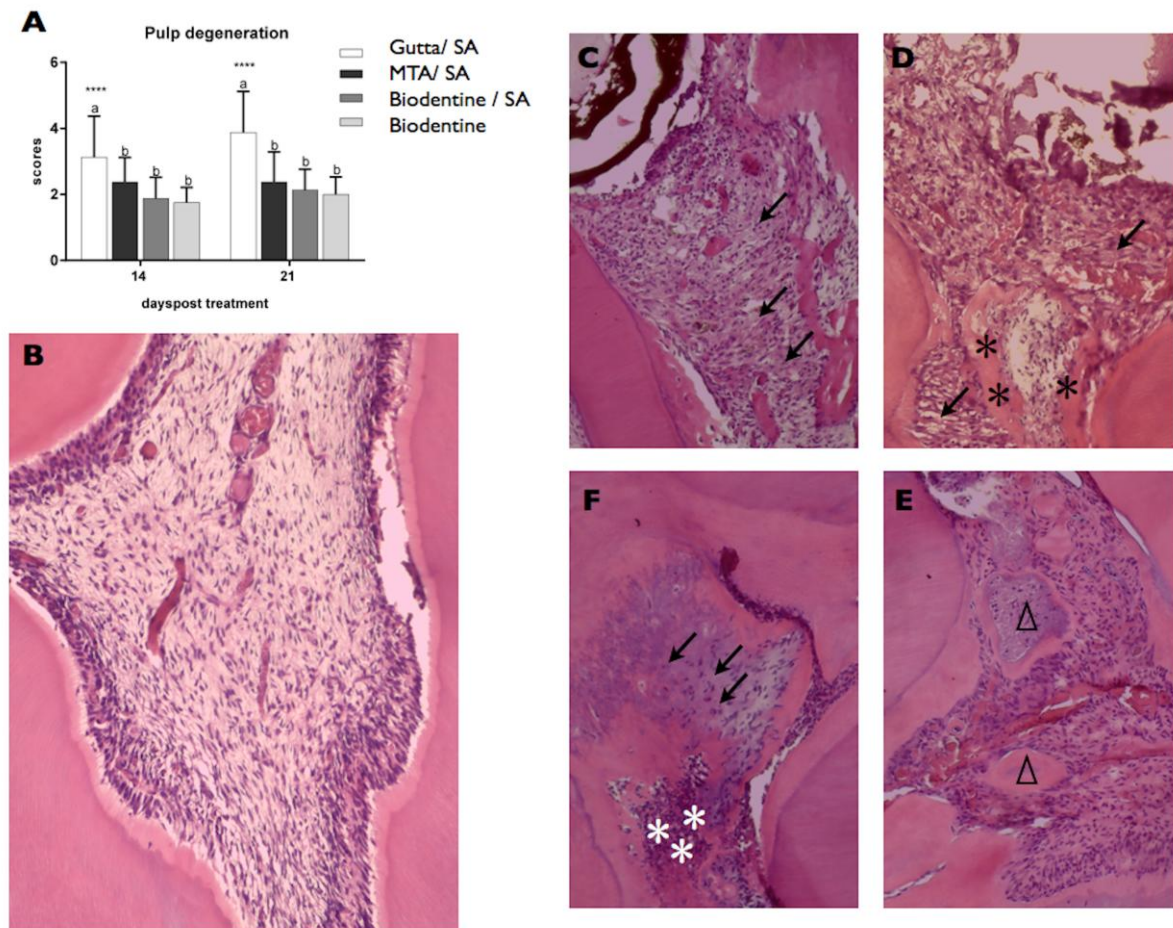 A
Pulp degeneration
Gutta/ SA
MTA/ SA
Biodentine / SA
Biodentine
6
4
2
0
scores
****
a
b
b
b
****
a
b
b
b
14
21
dayspost treatment
B
C
D
*
*
*
F
*
*
*
E